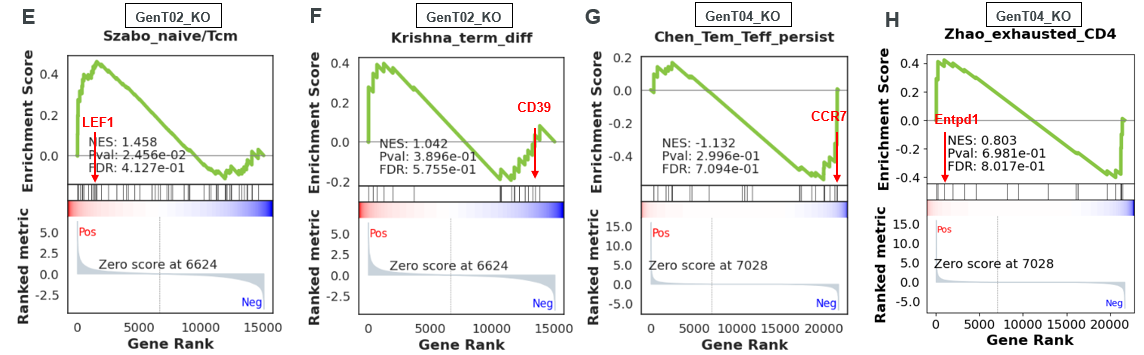 E
GenT02_KO
Szabo_naive/Tcm
Enrichment Score
0.4
0.2
0.0
LEF1
NES: 1.458
Pval: 2.456e-02
FDR: 4.127e-01
Ranked metric
5.0
2.5
0.0
-2.5
Pos
Zero score at 6624
Neg
0
5000
10000
15000
Gene Rank
F
GenT02_KO
Krishna_term_diff
Enrichment Score
0.4
0.2
0.0
-0.2
CD39
NES: 1.042
Pval: 3.896e-01
FDR: 5.755e-01
Ranked metric
5.0
2.5
0.0
-2.5
Pos
Zero score at 6624
Neg
0
5000
10000
15000
Gene Rank
G
GenT04_KO
Chen_Tem_Teff_persist
Enrichment Score
0.2
0.0
-0.2
-0.4
CCR7
NES: -1.132
Pval: 2.996e-01
FDR: 7.094e-01
Ranked metric
15.0
10.0
5.0
0.0
-5.0
Pos
Zero score at 7028
Neg
0
5000
10000
15000
20000
Gene Rank
H
GenT04_KO
Zhao_exhausted_CD4
Enrichment Score
0.4
0.2
0.0
-0.2
-0.4
Entpd1
NES: 0.803
Pval: 6.981e-01
FDR: 8.017e-01
Ranked metric
15.0
10.0
5.0
0.0
-5.0
Pos
Zero score at 7028
Neg
0
5000
10000
15000
20000
Gene Rank